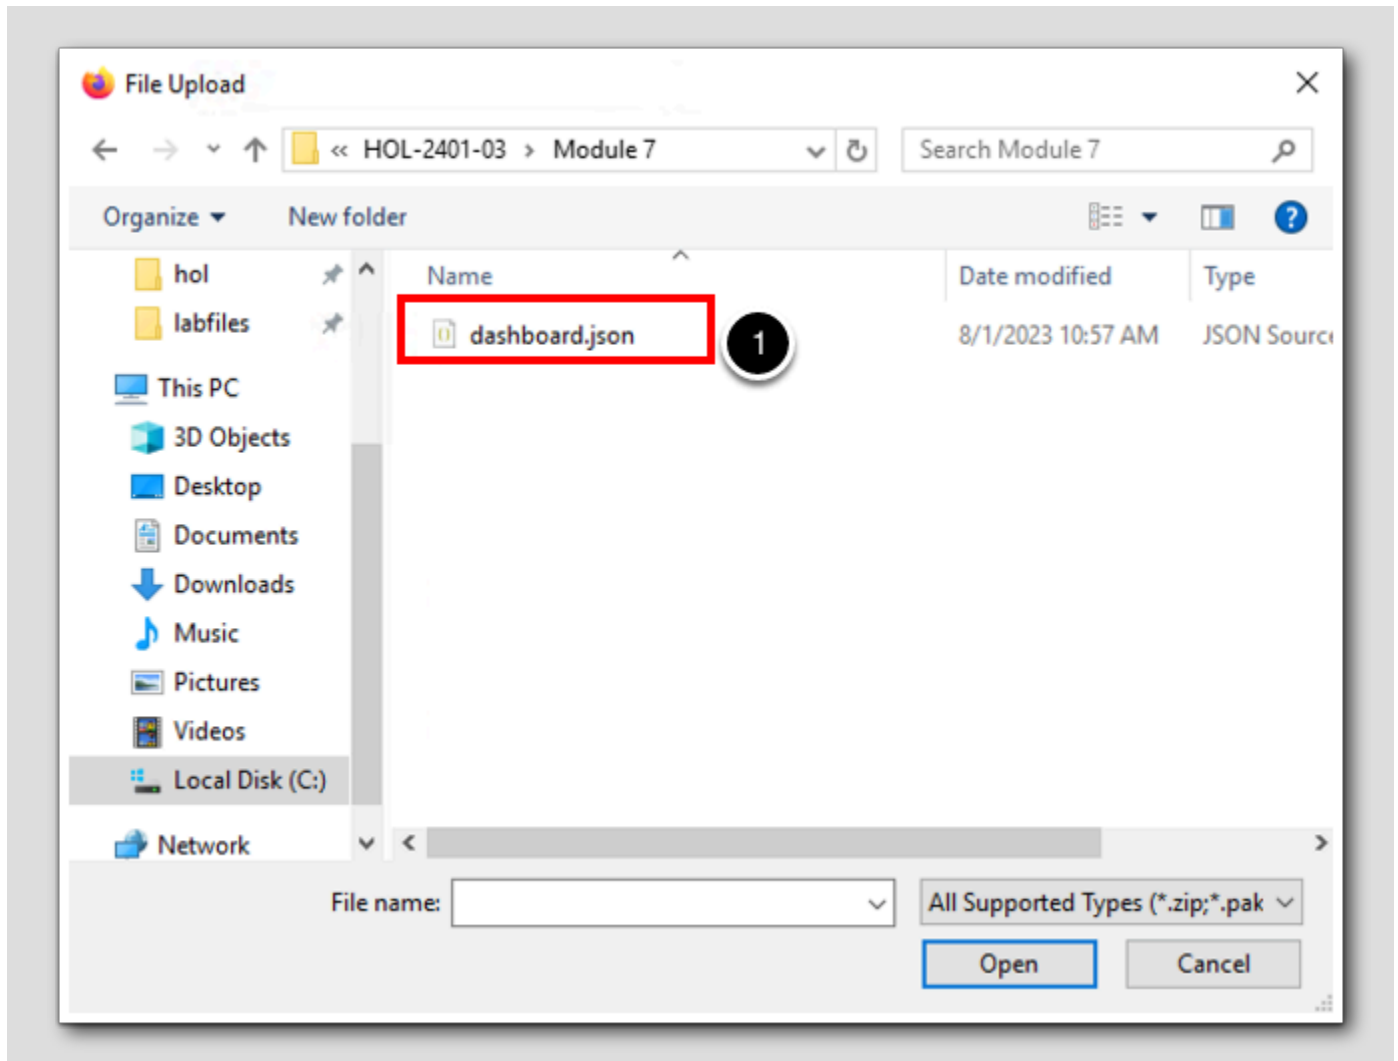 File Upload
« HOL-2401-03 > Module 7
Search Module 7
Organize
New folder
hol
labfiles
This PC
3D Objects
Desktop
Documents
Downloads
Music
Pictures
Videos
Local Disk (C:)
Network
Name
Date modified
Type
dashboard.json
1
8/1/2023 10:57 AM
JSON Source
File name:
All Supported Types (*.zip;*.pak
Open
Cancel